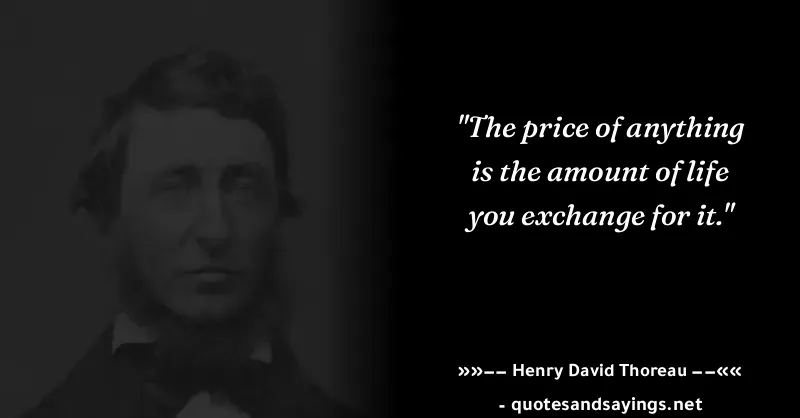 "The price of anything
is the amount of life
you exchange for it."
»»−− Henry David Thoreau −−««
- quotesandsayings.net